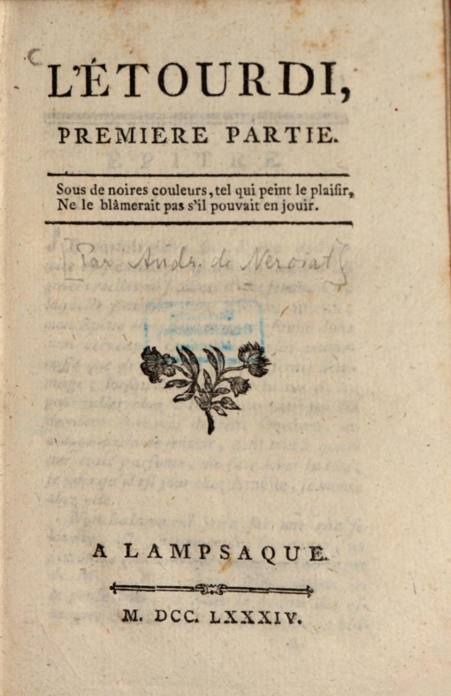 L'ÉTOURDI,
PREMIERE PARTIE.
Sous de noires couleurs, tel qui peint le plaisir,
Ne le blâmerait pas s'il pouvait en jouir.
[Par Andr. de Nerciat]
A LAMPSAQUE.
M. DCC. LXXXIV.